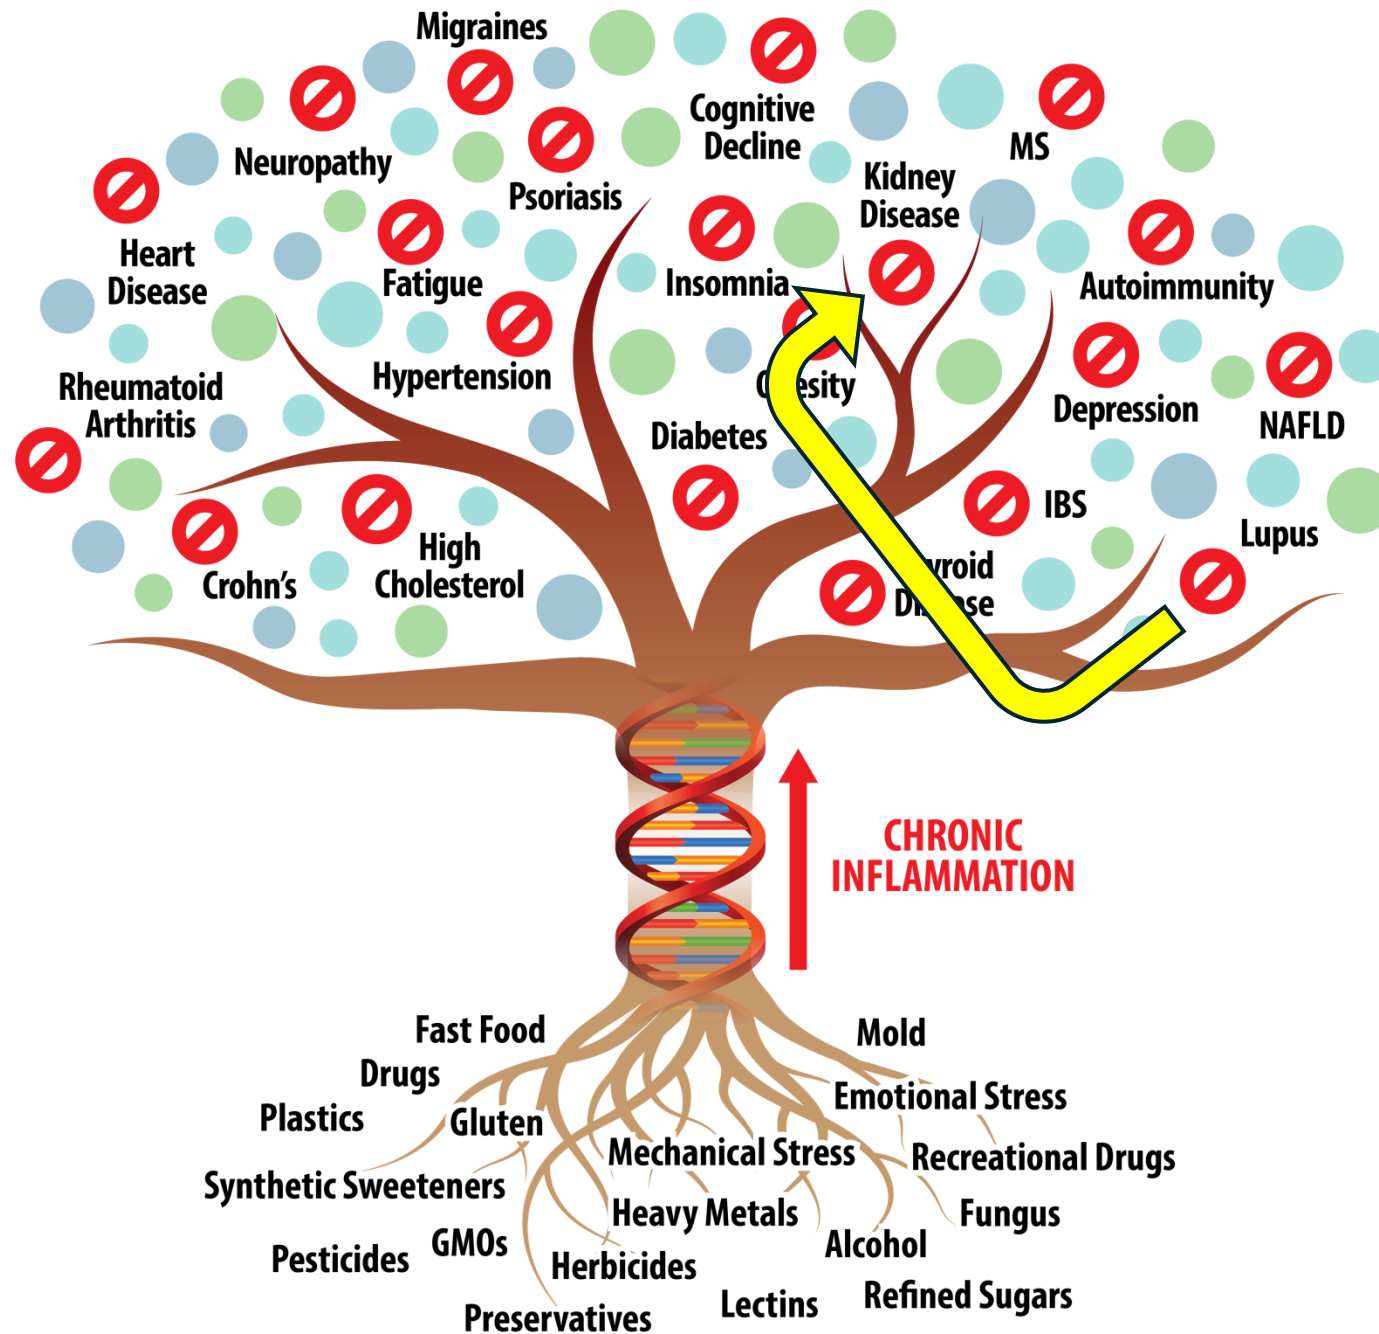 Migraines
Cognitive
Decline
MS
Neuropathy
Psoriasis
Kidney
Disease
Heart
Disease
Fatigue
Insomnia
Autoimmunity
Rheumatoid
Arthritis
Hypertension
Diabetes
Depression
NAFLD
IBS
Lupus
Crohn's
High
Cholesterol
CHRONIC
INFLAMMATION
Fast Food
Mold
Drugs
Emotional Stress
Plastics
Gluten
Mechanical Stress
Recreational Drugs
Synthetic Sweeteners
Heavy Metals
Fungus
GMOs
Alcohol
Pesticides
Herbicides
Refined Sugars
Preservatives
Lectins